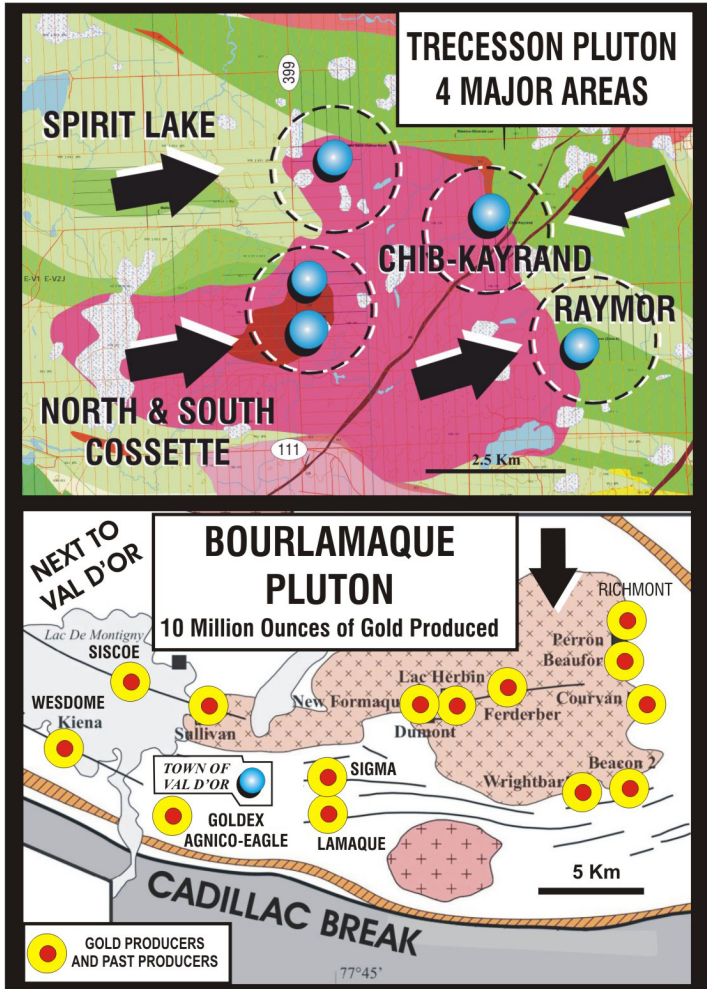 TRECESSON PLUTON
4 MAJOR AREAS
399
SPIRIT LAKE
CHIB-KAYRAND
E-V1 E-V2J
RAYMOR
NORTH & SOUTH
COSSETTE
111
2.5 Km
NEXT TO
VAL D'OR
BOURLAMAQUE
PLUTON
10 Million Ounces of Gold Produced
RICHMONT
Lac De Montigny
Perron
SISCOE
Beaufor
Lac Herbin
WESDOME
Kiena
New Formaqu
Courvan
Sullivan
Dumont
Ferderber
TOWN OF
VAL D'OR
SIGMA
Beacon 2
Wrightbar
GOLDEX
AGNICO-EAGLE
LAMAQUE
5 Km
CADILLAC BREAK
GOLD PRODUCERS
AND PAST PRODUCERS
77°45'